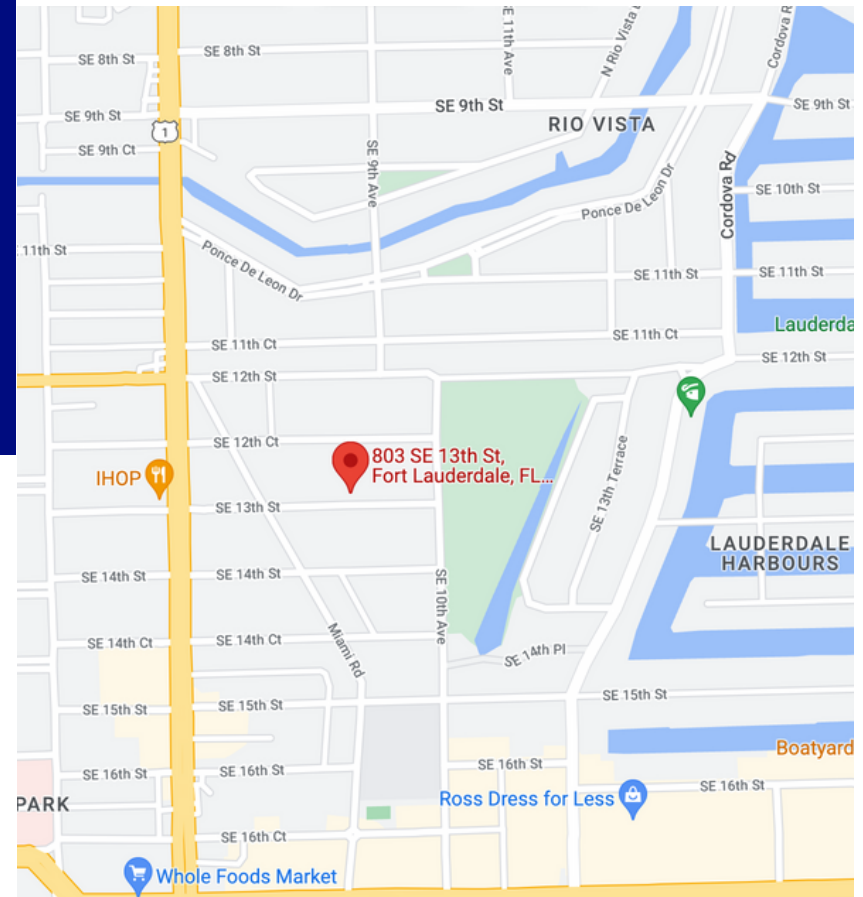 SE 11th Ave
N Rio Vista
Cordova R
SE 8th St
SE 8th St
SE 9th St
SE 9th St
SE 9th St
1
RIO VISTA
SE 9th Ct
SE 9th Ave
SE 10th St
Cordova Rd
Ponce De Leon Dr
11th St
Ponce De Leon Dr
SE 11th St
SE 11th St
Lauderda
SE 11th Ct
SE 11th Ct
SE 12th St
SE 12th St
SE 12th Ct
803 SE 13th St,
Fort Lauderdale, FL...
IHOP
SE 13th St
SE 13th Terrace
LAUDERDALE
HARBOURS
SE 14th St
SE 14th St
SE 10th Ave
SE 14th Ct
SE 14th Ct
Miami Rd
SE 14th Pl
SE 15th St
SE 15th St
SE 15th St
Boatyard
SE 16th St
SE 16th St
SE 16th St
SE 16th St
PARK
Ross Dress for Less
SE 16th Ct
Whole Foods Market